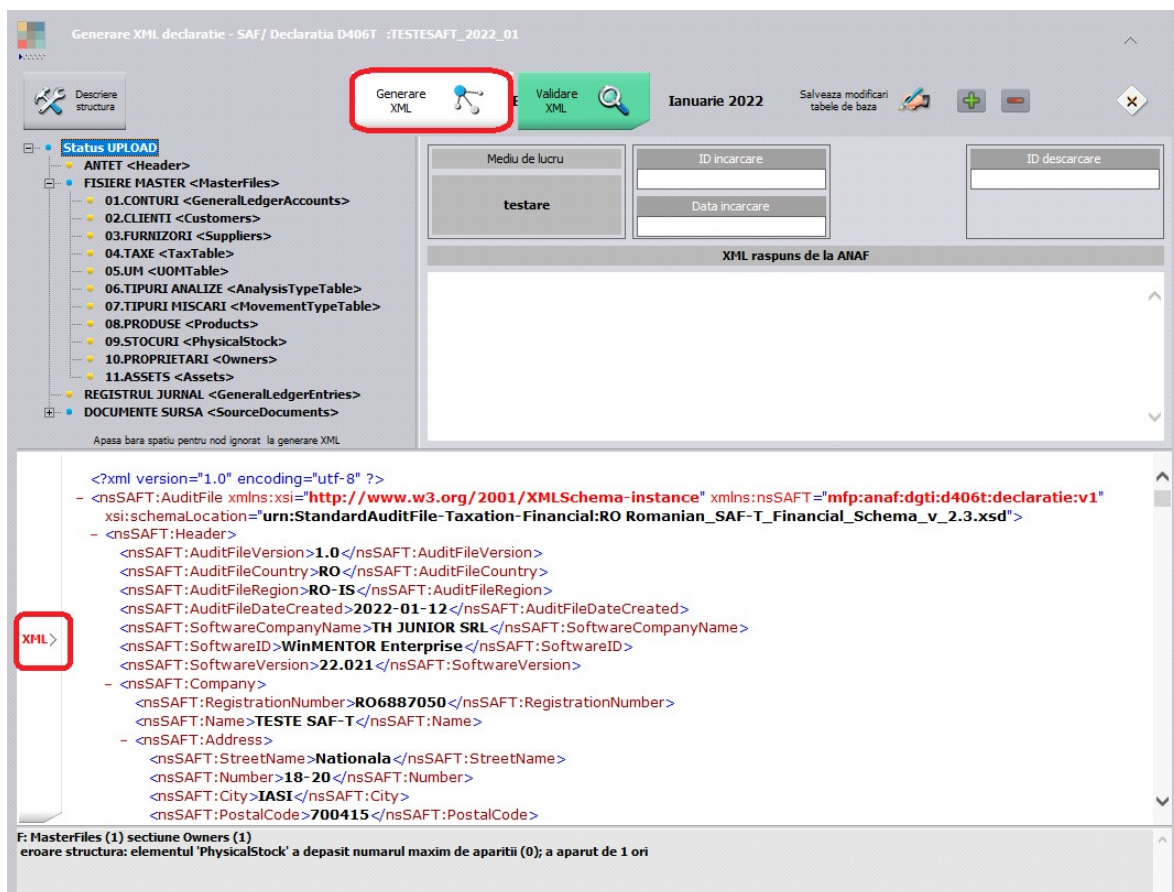 Generare XML declaratie - SAF/ Declaratia D406T :TESTESAFT_2022_01
Descriere
structura
Generare
XML
Validare
XML
Ianuarie 2022
Salveaza modificari
tabele de baza
Status UPLOAD
ANTET <Header>
FISIERE MASTER <MasterFiles>
01.CONTURI <GeneralLedgerAccounts>
02.CLIENTI <Customers>
03.FURNIZORI <Suppliers>
04.TAXE <TaxTable>
05.UM <UOMTable>
06.TIPURI ANALIZE <AnalysisTypeTable>
07.TIPURI MISCARI <MovementTypeTable>
08.PRODUSE <Products>
09.STOCURI <PhysicalStock>
10.PROPRIETARI <Owners>
11.ASSETS <Assets>
REGISTRUL JURNAL <GeneralLedgerEntries>
DOCUMENTE SURSA <SourceDocuments>
Apasa bara spatiu pentru nod ignorat la generare XML
Mediu de lucru
testare
ID incarcare
Data incarcare
ID descarcare
XML raspuns de la ANAF
XML >
<?xml version="1.0" encoding="utf-8" ?>
– <nsSAFT:AuditFile xmlns:xsi="http://www.w3.org/2001/XMLSchema-instance" xmlns:nsSAFT="mfp:anaf:dgti:d406t:declaratie:v1"
xsi:schemaLocation="urn:StandardAuditFile-Taxation-Financial:RO Romanian_SAF-T_Financial_Schema_v_2.3.xsd">
– <nsSAFT:Header>
<nsSAFT:AuditFileVersion>1.0</nsSAFT:AuditFileVersion>
<nsSAFT:AuditFileCountry>RO</nsSAFT:AuditFileCountry>
<nsSAFT:AuditFileRegion>RO-IS</nsSAFT:AuditFileRegion>
<nsSAFT:AuditFileDateCreated>2022-01-12</nsSAFT:AuditFileDateCreated>
<nsSAFT:SoftwareCompanyName>TH JUNIOR SRL</nsSAFT:SoftwareCompanyName>
<nsSAFT:SoftwareID>WinMENTOR Enterprise</nsSAFT:SoftwareID>
<nsSAFT:SoftwareVersion>22.021</nsSAFT:SoftwareVersion>
– <nsSAFT:Company>
<nsSAFT:RegistrationNumber>RO6887050</nsSAFT:RegistrationNumber>
<nsSAFT:Name>TESTE SAF-T</nsSAFT:Name>
– <nsSAFT:Address>
<nsSAFT:StreetName>Nationala</nsSAFT:StreetName>
<nsSAFT:Number>18-20</nsSAFT:Number>
<nsSAFT:City>IASI</nsSAFT:City>
<nsSAFT:PostalCode>700415</nsSAFT:PostalCode>
F: MasterFiles (1) sectiune Owners (1)
eroare structura: elementul 'PhysicalStock' a depasit numarul maxim de aparitii (0); a aparut de 1 ori